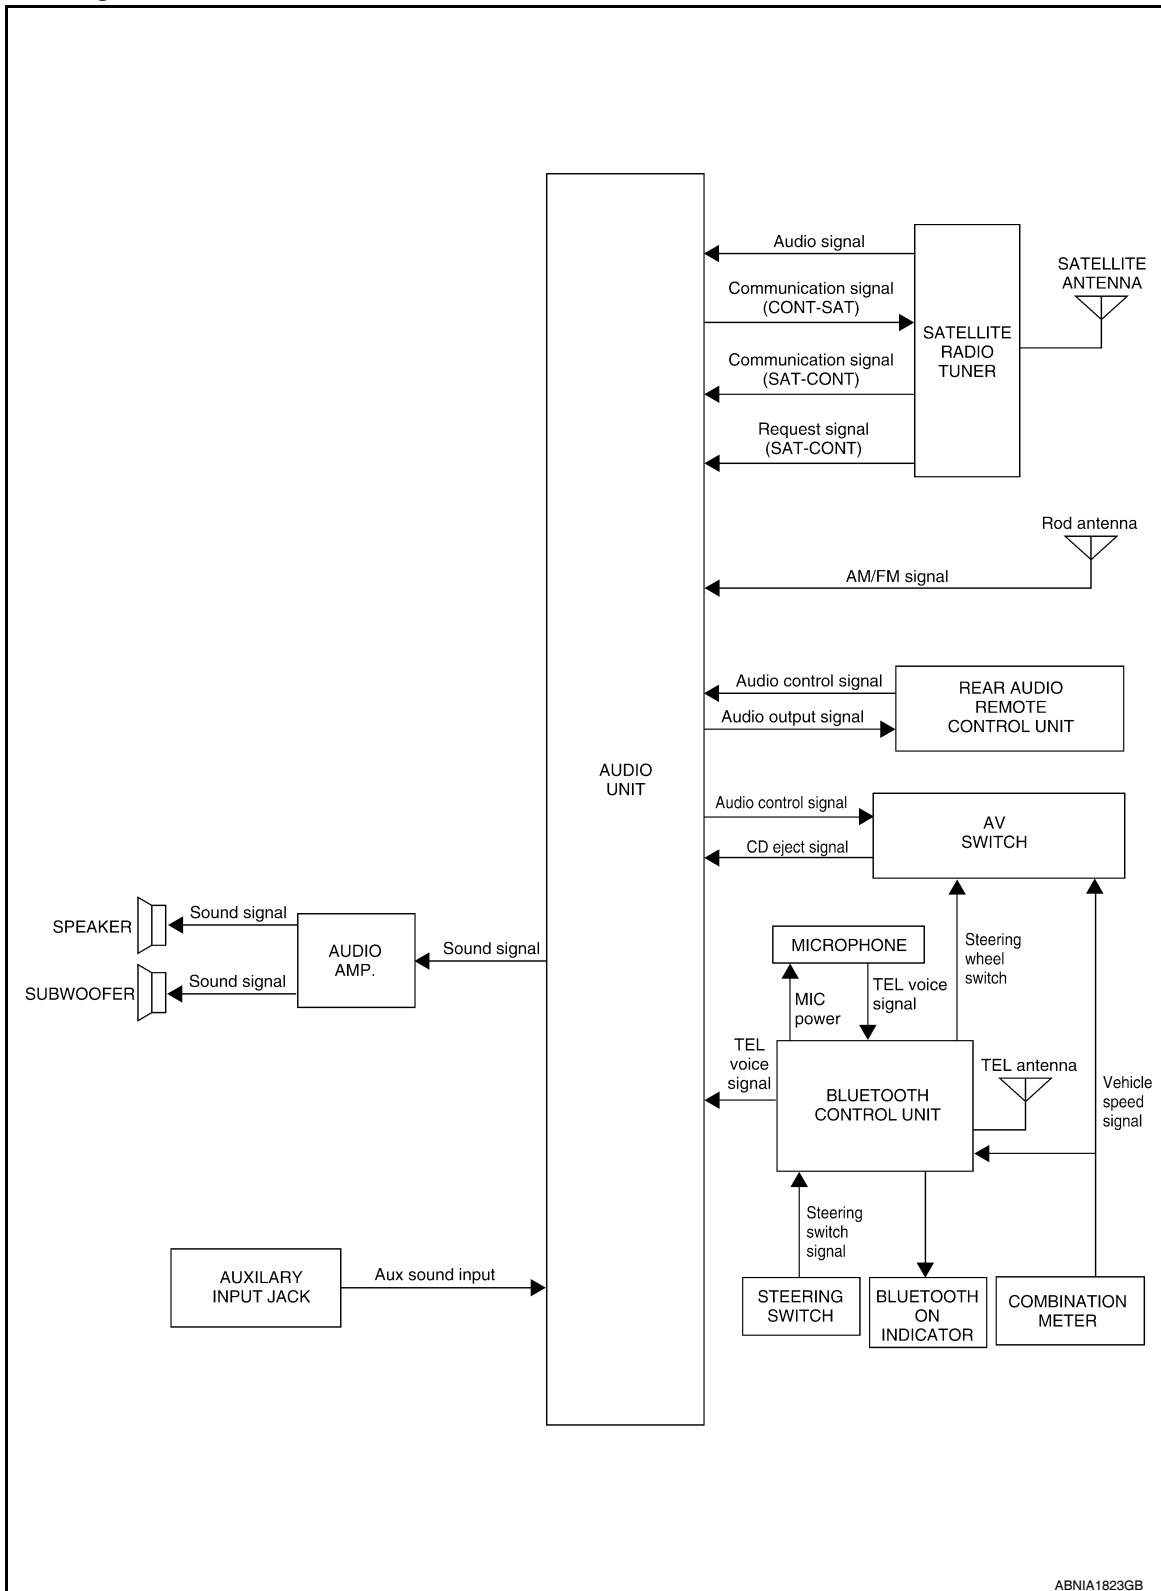 Audio signal
SATELLITE
ANTENNA
Communication signal
(CONT-SAT)
SATELLITE
RADIO
TUNER
Communication signal
(SAT-CONT)
Request signal
(SAT-CONT)
Rod antenna
AM/FM signal
Audio control signal
REAR AUDIO
REMOTE
CONTROL UNIT
Audio output signal
AUDIO
UNIT
Audio control signal
AV
SWITCH
CD eject signal
SPEAKER
Sound signal
AUDIO
AMP.
Sound signal
SUBWOOFER
Sound signal
MICROPHONE
Steering
wheel
switch
MIC
power
TEL voice
signal
TEL
voice
signal
TEL antenna
BLUETOOTH
CONTROL UNIT
Vehicle
speed
signal
Steering
switch
signal
AUXILARY
INPUT JACK
Aux sound input
STEERING
SWITCH
BLUETOOTH
ON
INDICATOR
COMBINATION
METER
ABNIA1823GB